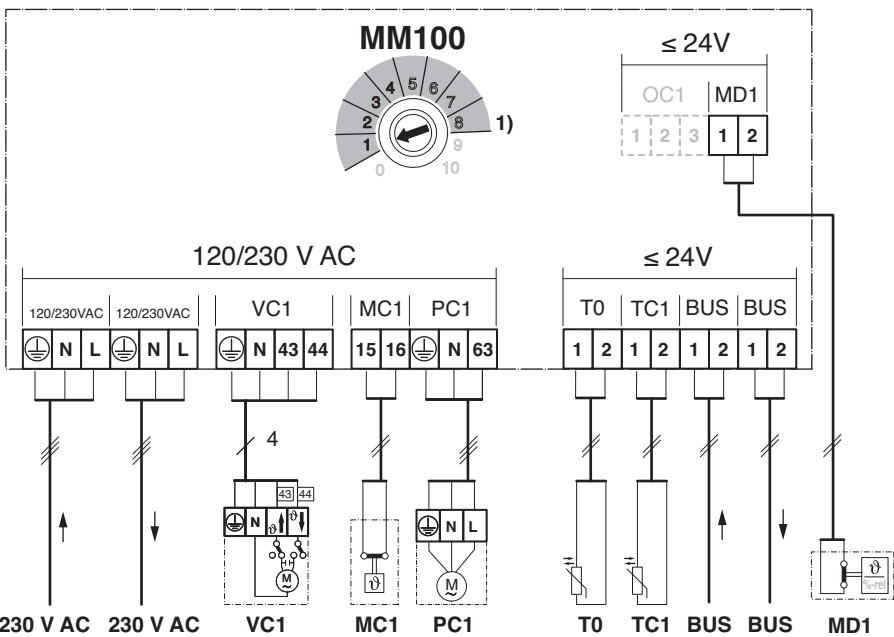 MM100
≤ 24V
OC1 MD1
1 2 3 1 2
0 1 2 3 4 5 6 7 8 9 10
1)
120/230 V AC
≤ 24V
120/230VAC 120/230VAC VC1 MC1 PC1 T0 TC1 BUS BUS
N L N L N 43 44 15 16 N 63 1 2 1 2 1 2 1 2
4
43 44
N ϑ ϑ
N L
M
~
ϑ
M
~
ϑ
%-rel
230 V AC 230 V AC VC1 MC1 PC1 T0 TC1 BUS BUS MD1